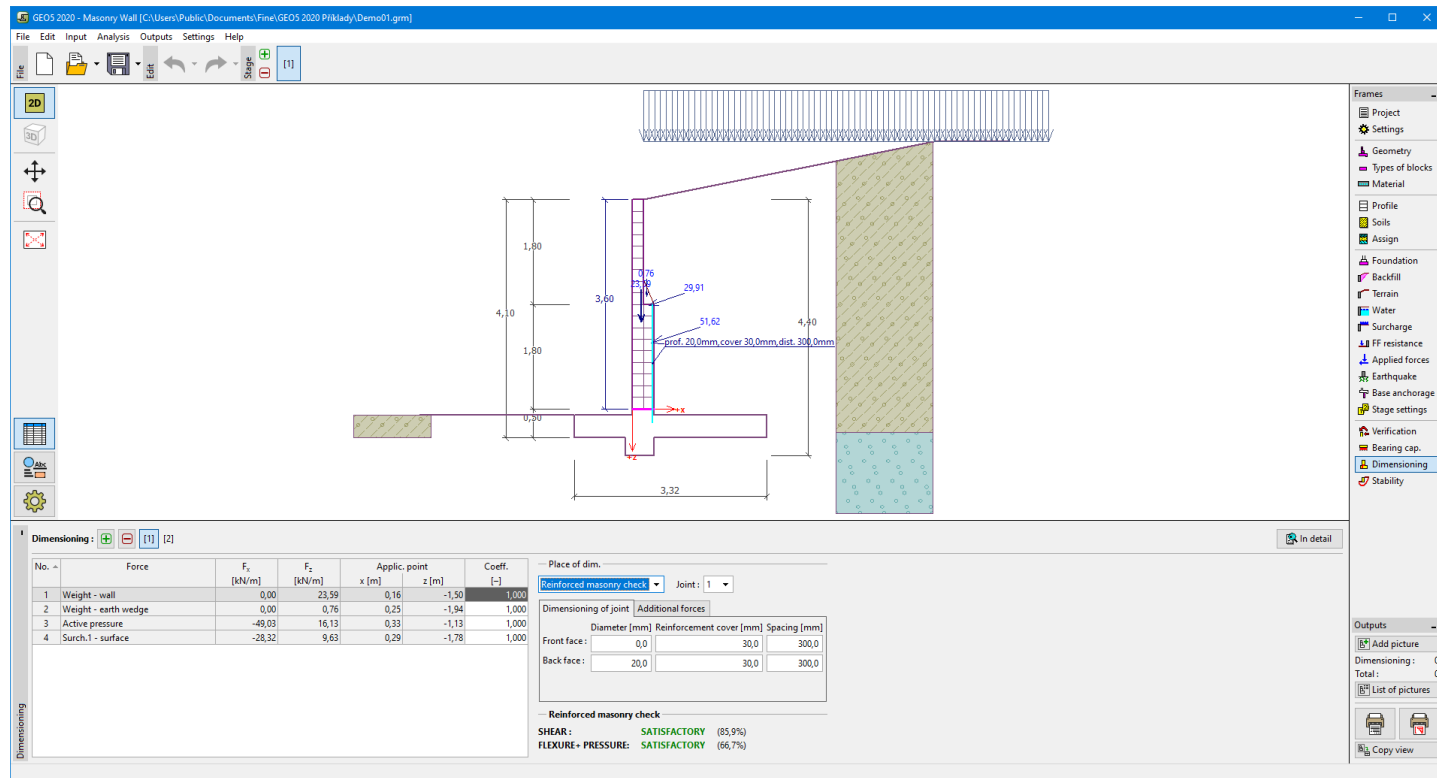 GEO5 2020 - Masonry Wall [C:\Users\Public\Documents\Fine\GEO5 2020 Příklady\Demo01.grm]
File Edit Input Analysis Outputs Settings Help
File
Edit
Stage
[1]
2D
3D
Abc
1,80
3,60
4,10
1,80
0,50
0,76
23,59
29,91
51,62
4,40
prof. 20,0mm,cover 30,0mm,dist. 300,0mm
+x
+z
3,32
Frames
Project
Settings
Geometry
Types of blocks
Material
Profile
Soils
Assign
Foundation
Backfill
Terrain
Water
Surcharge
FF resistance
Applied forces
Earthquake
Base anchorage
Stage settings
Verification
Bearing cap.
Dimensioning
Stability
Dimensioning : [1] [2]
In detail
No. Force Fx Fz Applic. point Coeff.
[kN/m] [kN/m] x [m] z [m] [–]
1 Weight - wall 0,00 23,59 0,16 -1,50 1,000
2 Weight - earth wedge 0,00 0,76 0,25 -1,94 1,000
3 Active pressure -49,03 16,13 0,33 -1,13 1,000
4 Surch.1 - surface -28,32 9,63 0,29 -1,78 1,000
Place of dim.
Reinforced masonry check Joint : 1
Dimensioning of joint Additional forces
Diameter [mm] Reinforcement cover [mm] Spacing [mm]
Front face : 0,0 30,0 300,0
Back face : 20,0 30,0 300,0
Reinforced masonry check
SHEAR : SATISFACTORY (85,9%)
FLEXURE+ PRESSURE: SATISFACTORY (66,7%)
Dimensioning
Outputs
Add picture
Dimensioning :
Total :
List of pictures
Copy view